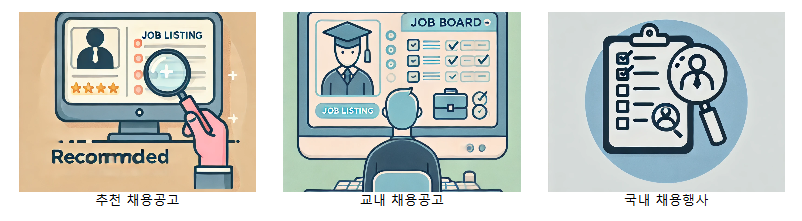 JOB LISTING
Recormnded
추천 채용공고
JOB BOARD
JOB LISTING
교내 채용공고
국내 채용행사